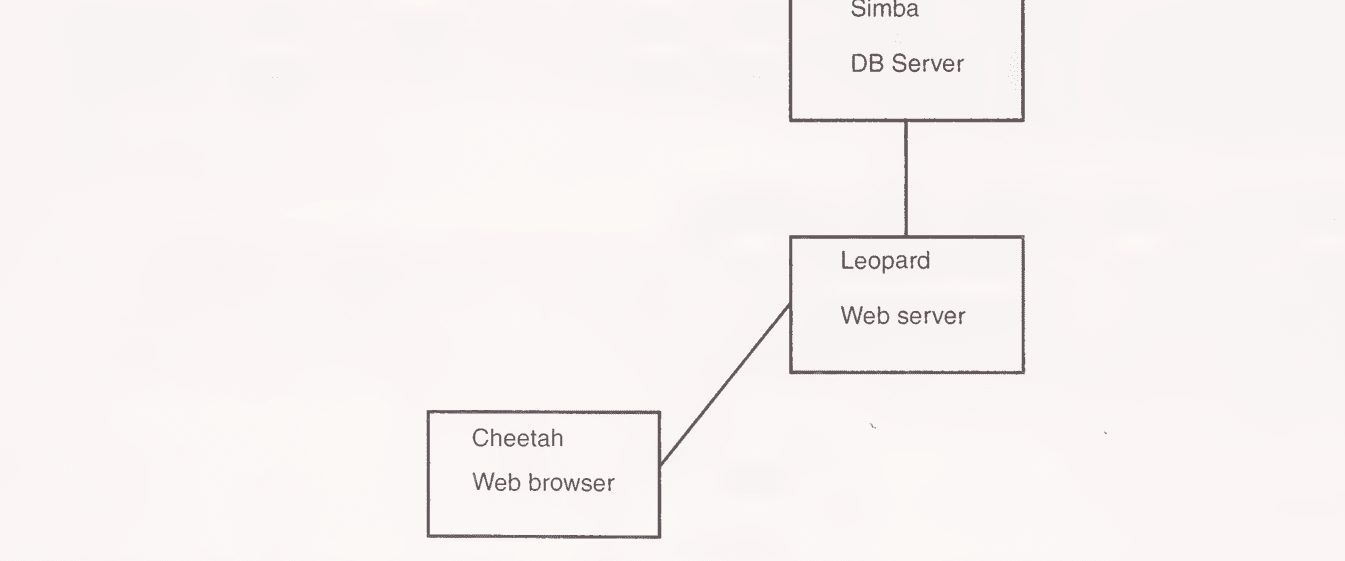 Simba
DB Server
Leopard
Web server
Cheetah
Web browser